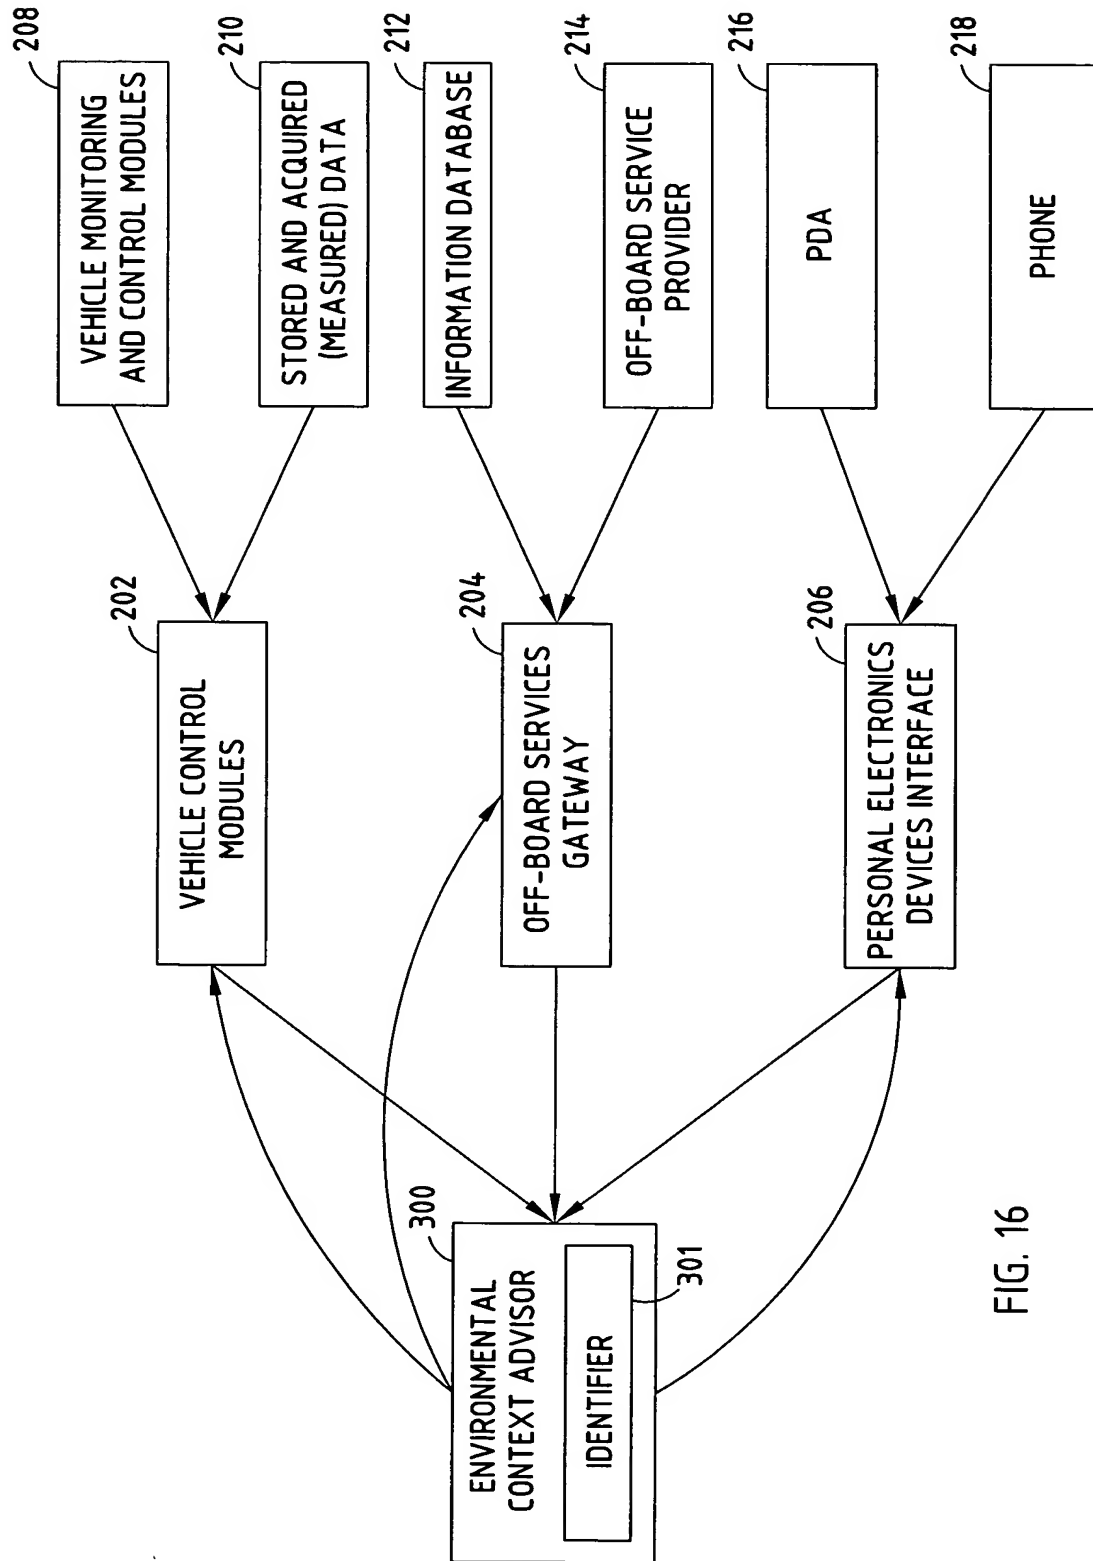 208
VEHICLE MONITORING
AND CONTROL MODULES
210
STORED AND ACQUIRED
(MEASURED) DATA
212
INFORMATION DATABASE
214
OFF-BOARD SERVICE
PROVIDER
216
PDA
218
PHONE
202
VEHICLE CONTROL
MODULES
204
OFF-BOARD SERVICES
GATEWAY
206
PERSONAL ELECTRONICS
DEVICES INTERFACE
300
ENVIRONMENTAL
CONTEXT ADVISOR
301
IDENTIFIER
FIG. 16